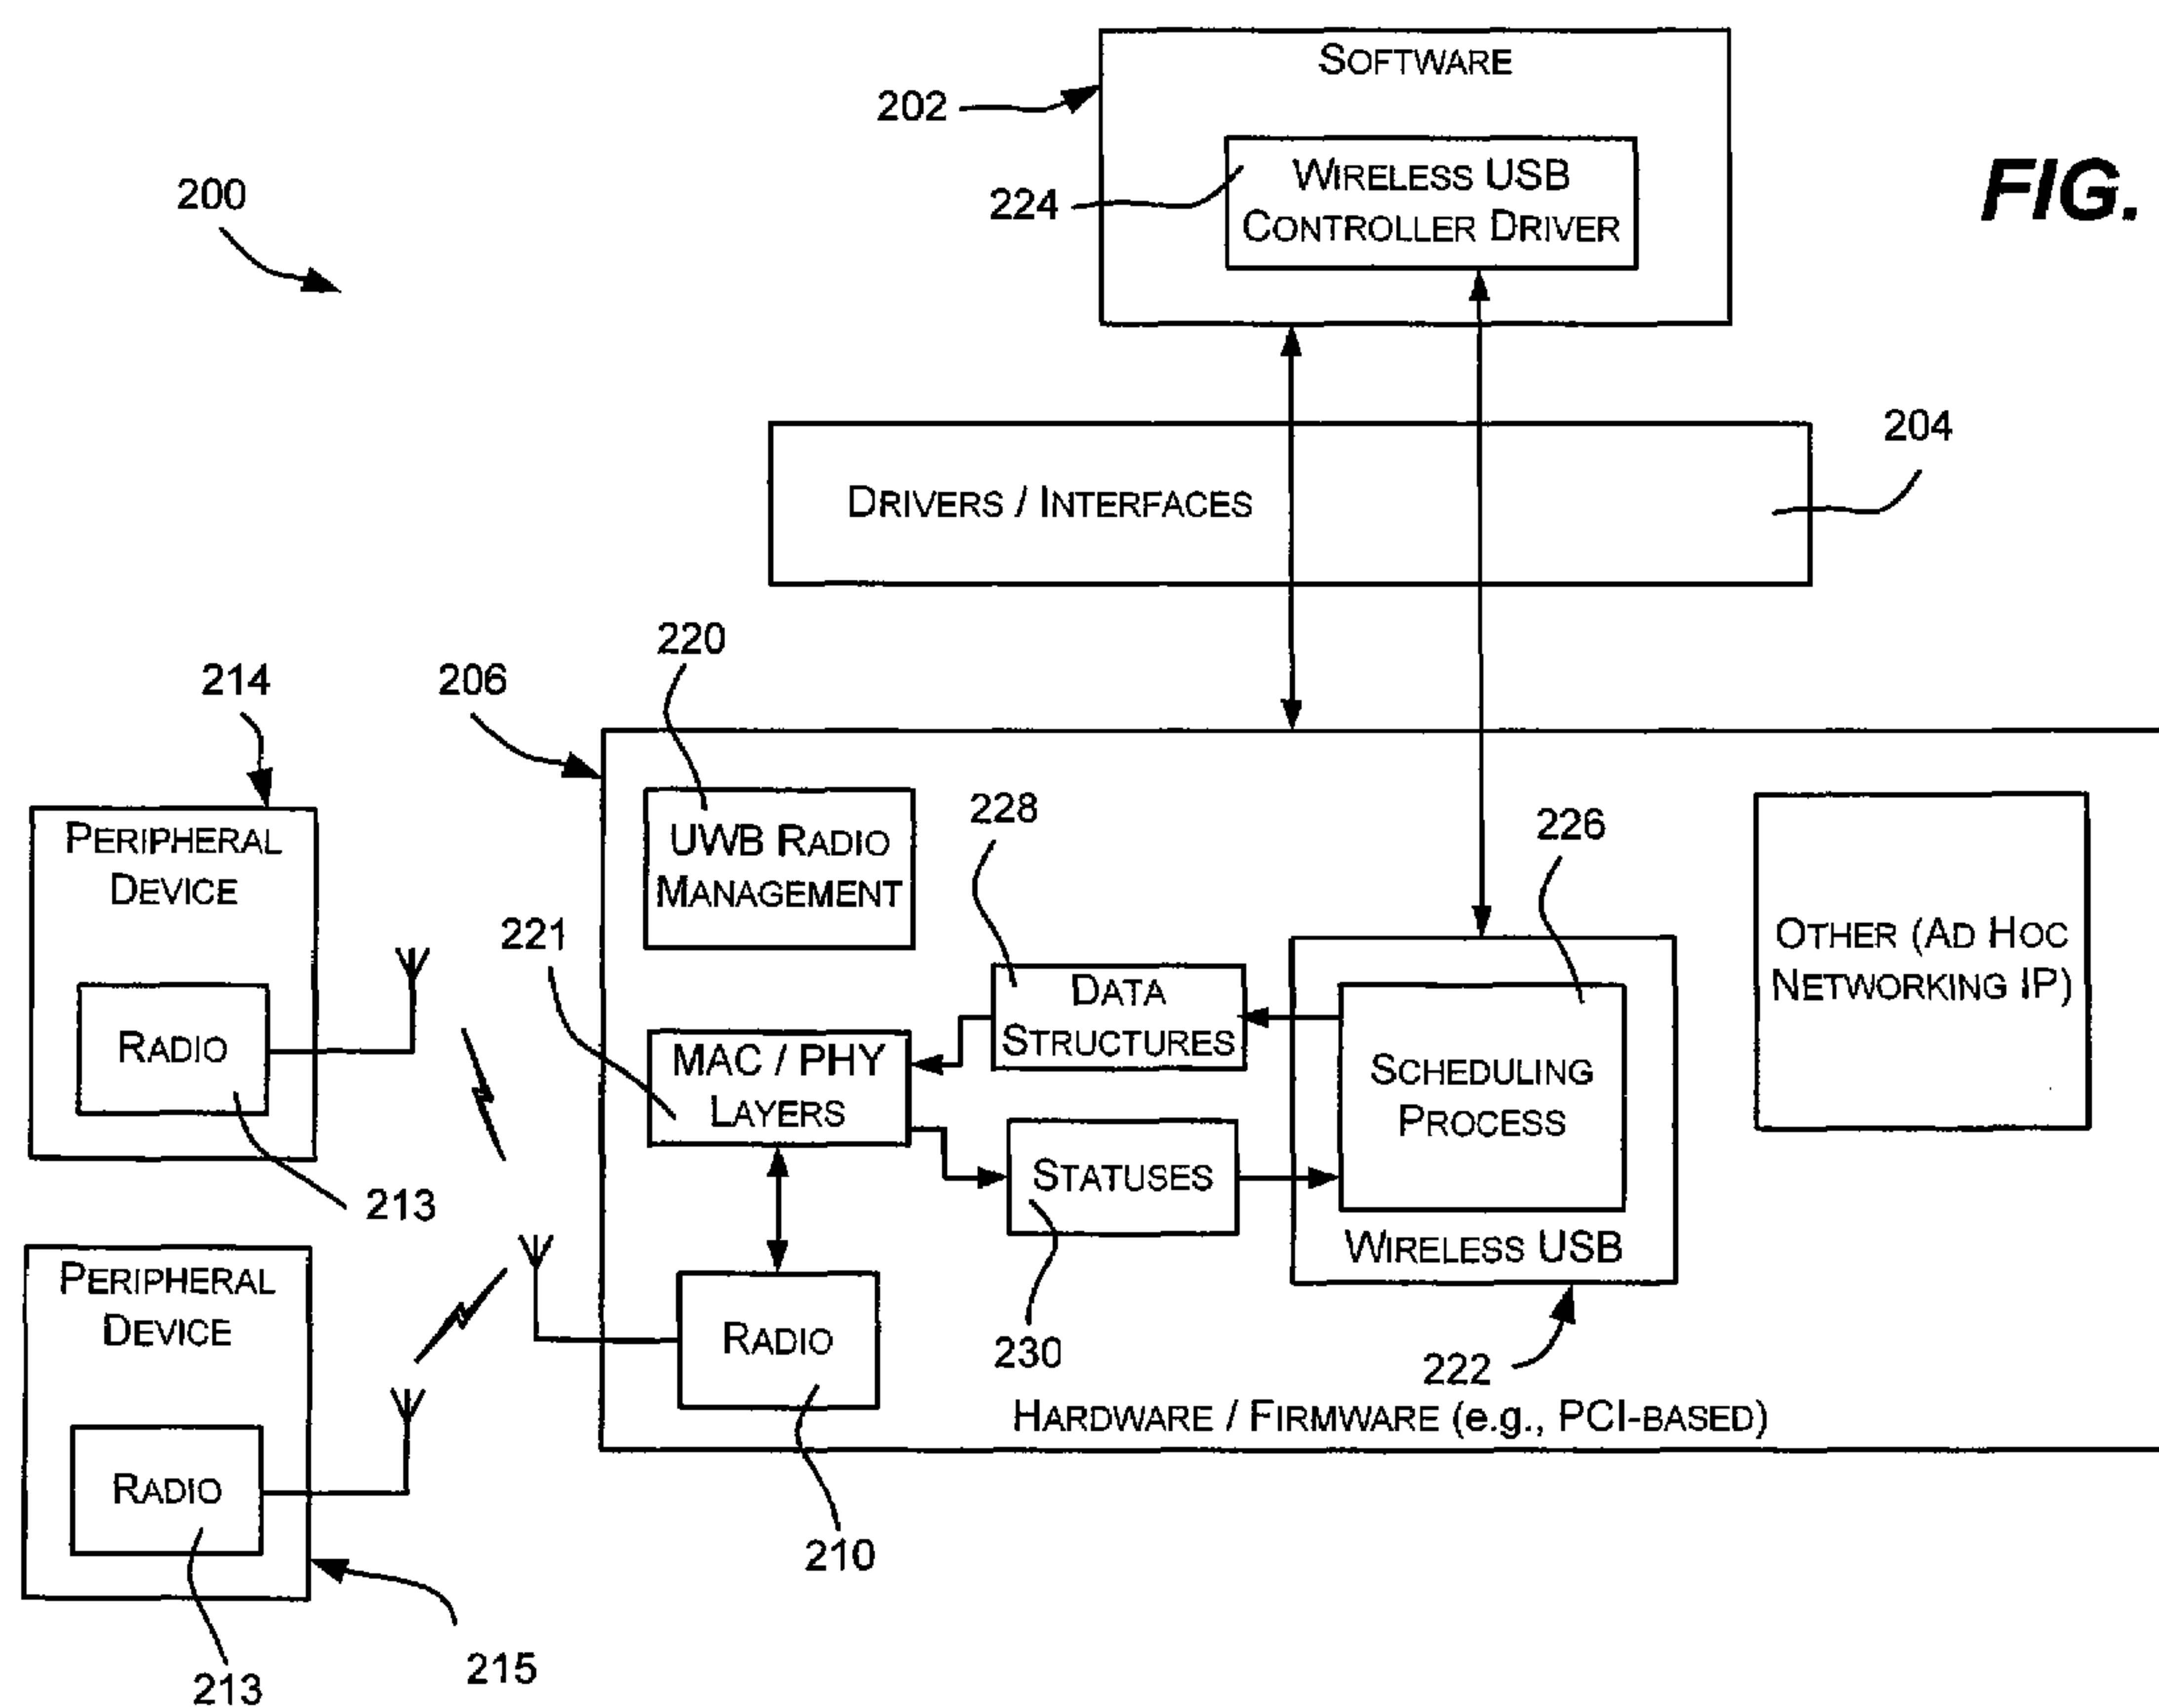 SOFTWARE
202
WIRELESS USB
CONTROLLER DRIVER
224
200
FIG.
204
DRIVERS / INTERFACES
220
214
206
PERIPHERAL
DEVICE
UWB RADIO
MANAGEMENT
228
226
221
OTHER (AD HOC
NETWORKING IP)
DATA
STRUCTURES
RADIO
MAC / PHY
LAYERS
SCHEDULING
PROCESS
STATUSES
213
WIRELESS USB
PERIPHERAL
DEVICE
RADIO
230
222
HARDWARE / FIRMWARE (e.g., PCI-BASED)
RADIO
210
213
215